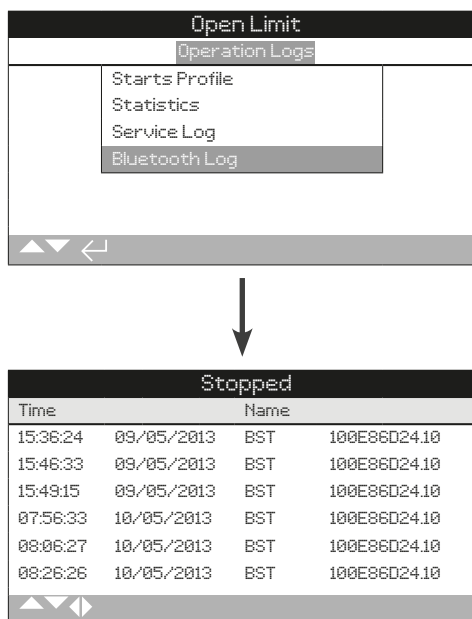 Open Limit
Operation Logs
Starts Profile
Statistics
Service Log
Bluetooth Log
Stopped
Time Name
15:36:24 09/05/2013 BST 100E86D24.10
15:46:33 09/05/2013 BST 100E86D24.10
15:49:15 09/05/2013 BST 100E86D24.10
07:56:33 10/05/2013 BST 100E86D24.10
08:06:27 10/05/2013 BST 100E86D24.10
08:26:26 10/05/2013 BST 100E86D24.10